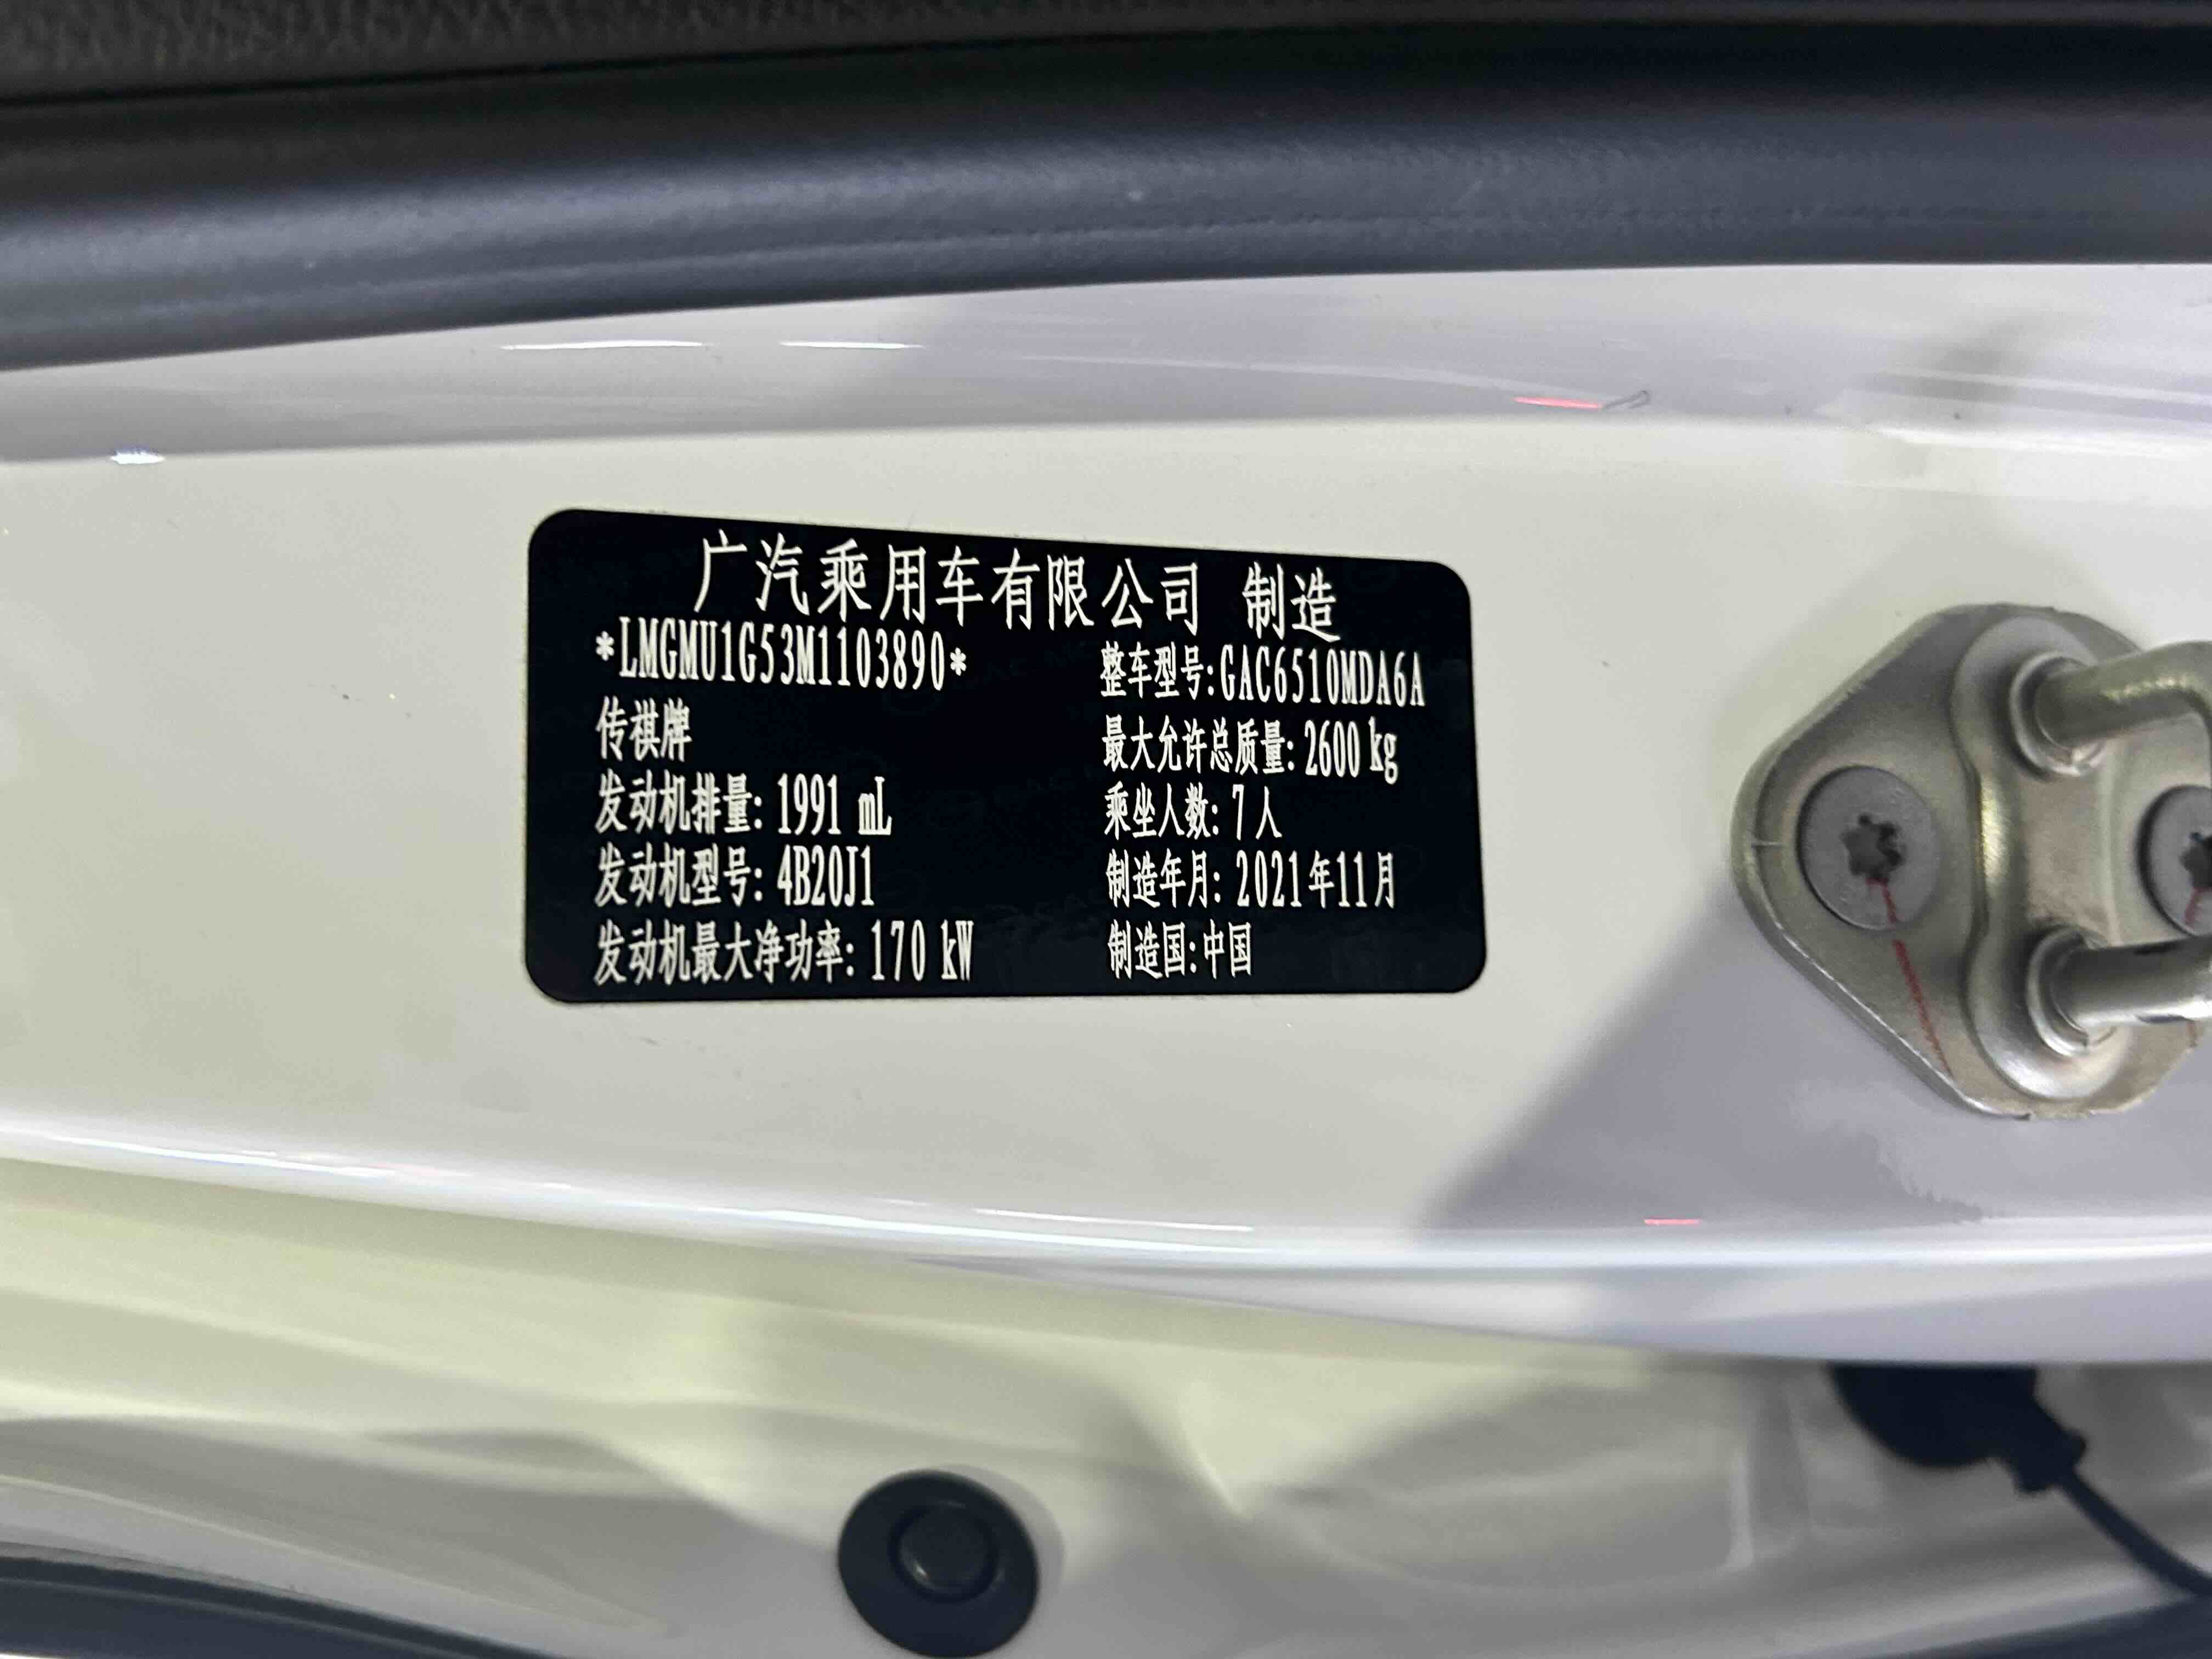 广汽乘用车有限公司 制造
*LMGMU1G53M1103890*
传祺牌
发动机排量: 1991 mL
发动机型号: 4B20J1
发动机最大净功率: 170 kW
整车型号:GAC6510MDA6A
最大允许总质量: 2600 kg
乘坐人数: 7 人
制造年月: 2021年11月
制造国:中国